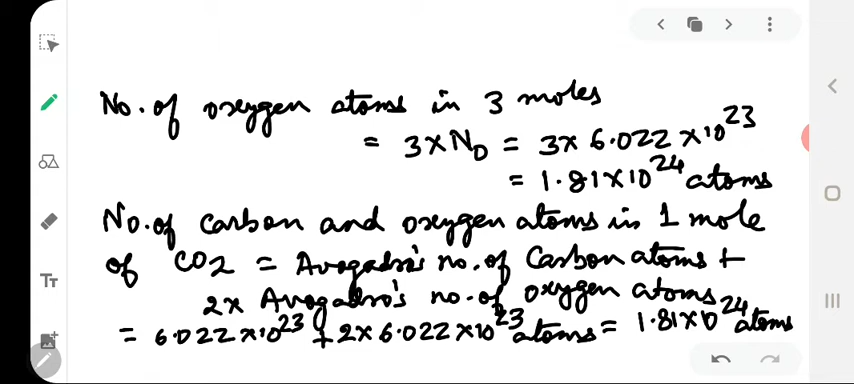 No. of oxygen atoms in 3 moles
= 3 × N0 = 3 × 6.022 × 10^23
= 1.81 × 10^24 atoms
No. of carbon and oxygen atoms in 1 mole
of CO2 = Avogadro's no. of Carbon atoms +
2 × Avogadro's no. of oxygen atoms
= 6.022 × 10^23 + 2 × 6.022 × 10^23 atoms = 1.81 × 10^24 atoms
Tт